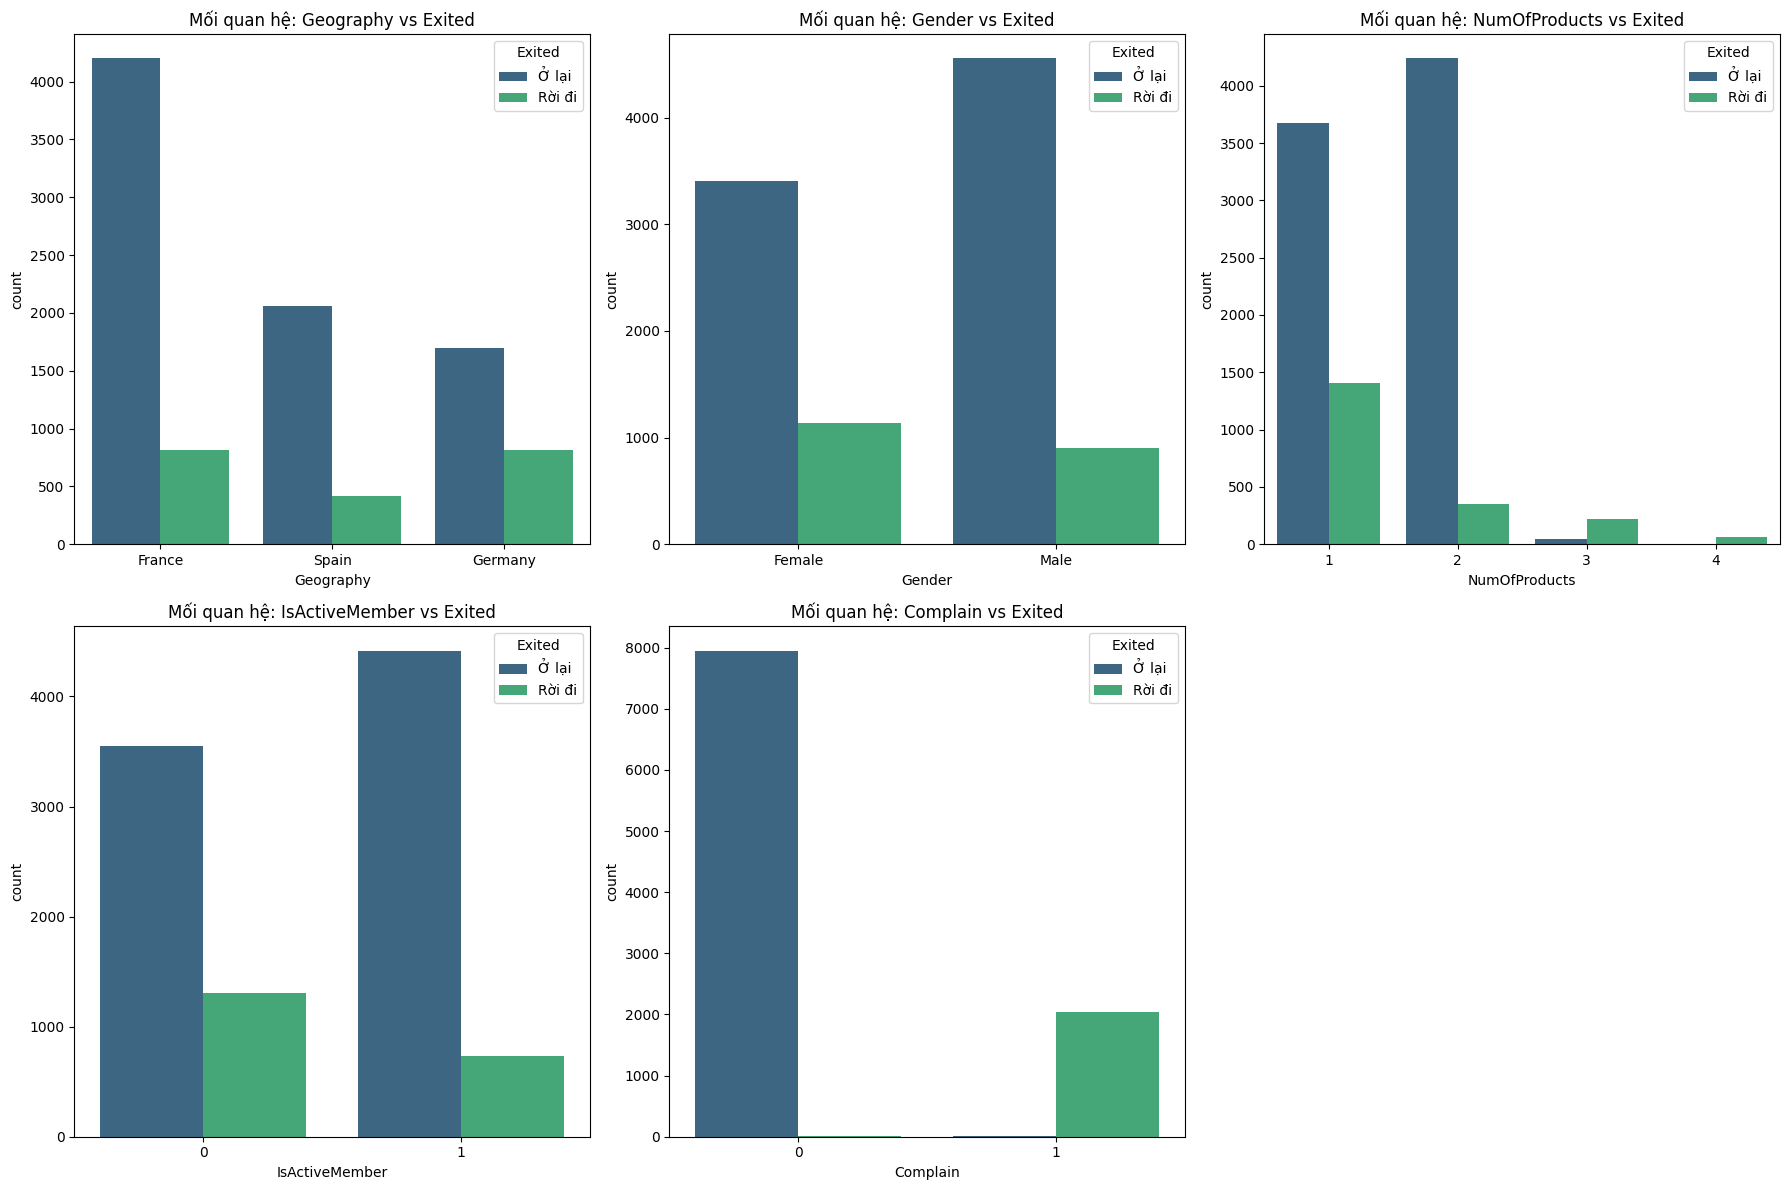 Mối quan hệ: Geography vs Exited
Exited
Ở lại
Rời đi
4000
3500
3000
2500
2000
1500
1000
500
0
count
France
Spain
Germany
Geography
Mối quan hệ: Gender vs Exited
Exited
Ở lại
Rời đi
4000
3000
2000
1000
0
count
Female
Male
Gender
Mối quan hệ: NumOfProducts vs Exited
Exited
Ở lại
Rời đi
4000
3500
3000
2500
2000
1500
1000
500
0
count
1
2
3
4
NumOfProducts
Mối quan hệ: IsActiveMember vs Exited
Exited
Ở lại
Rời đi
4000
3000
2000
1000
0
count
0
1
IsActiveMember
Mối quan hệ: Complain vs Exited
Exited
Ở lại
Rời đi
8000
7000
6000
5000
4000
3000
2000
1000
0
count
0
1
Complain